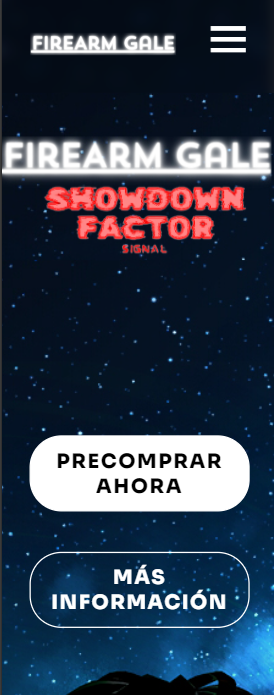 FIREARM GALE
FIREARM GALE
SHOWDOWN
FACTOR
SIGNAL
PRECOMPRAR
AHORA
MÁS
INFORMACIÓN